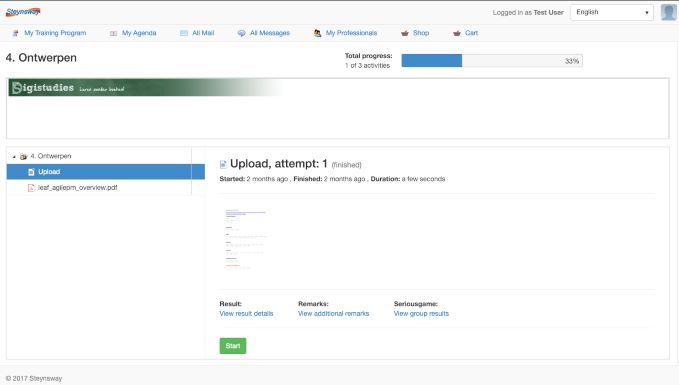 Steynsway
Logged in as Test User English
My Training Program My Agenda All Mail All Messages My Professionals Shop Cart
4. Ontwerpen
Total progress:
1 of 3 activities
33%
Digistudies
4. Ontwerpen
Upload
leaf_agilepm_overview.pdf
Upload, attempt: 1 (finished)
Started: 2 months ago , Finished: 2 months ago , Duration: a few seconds
Result: Remarks: Seriousgame:
View result details View additional remarks View group results
Start
© 2017 Steynsway